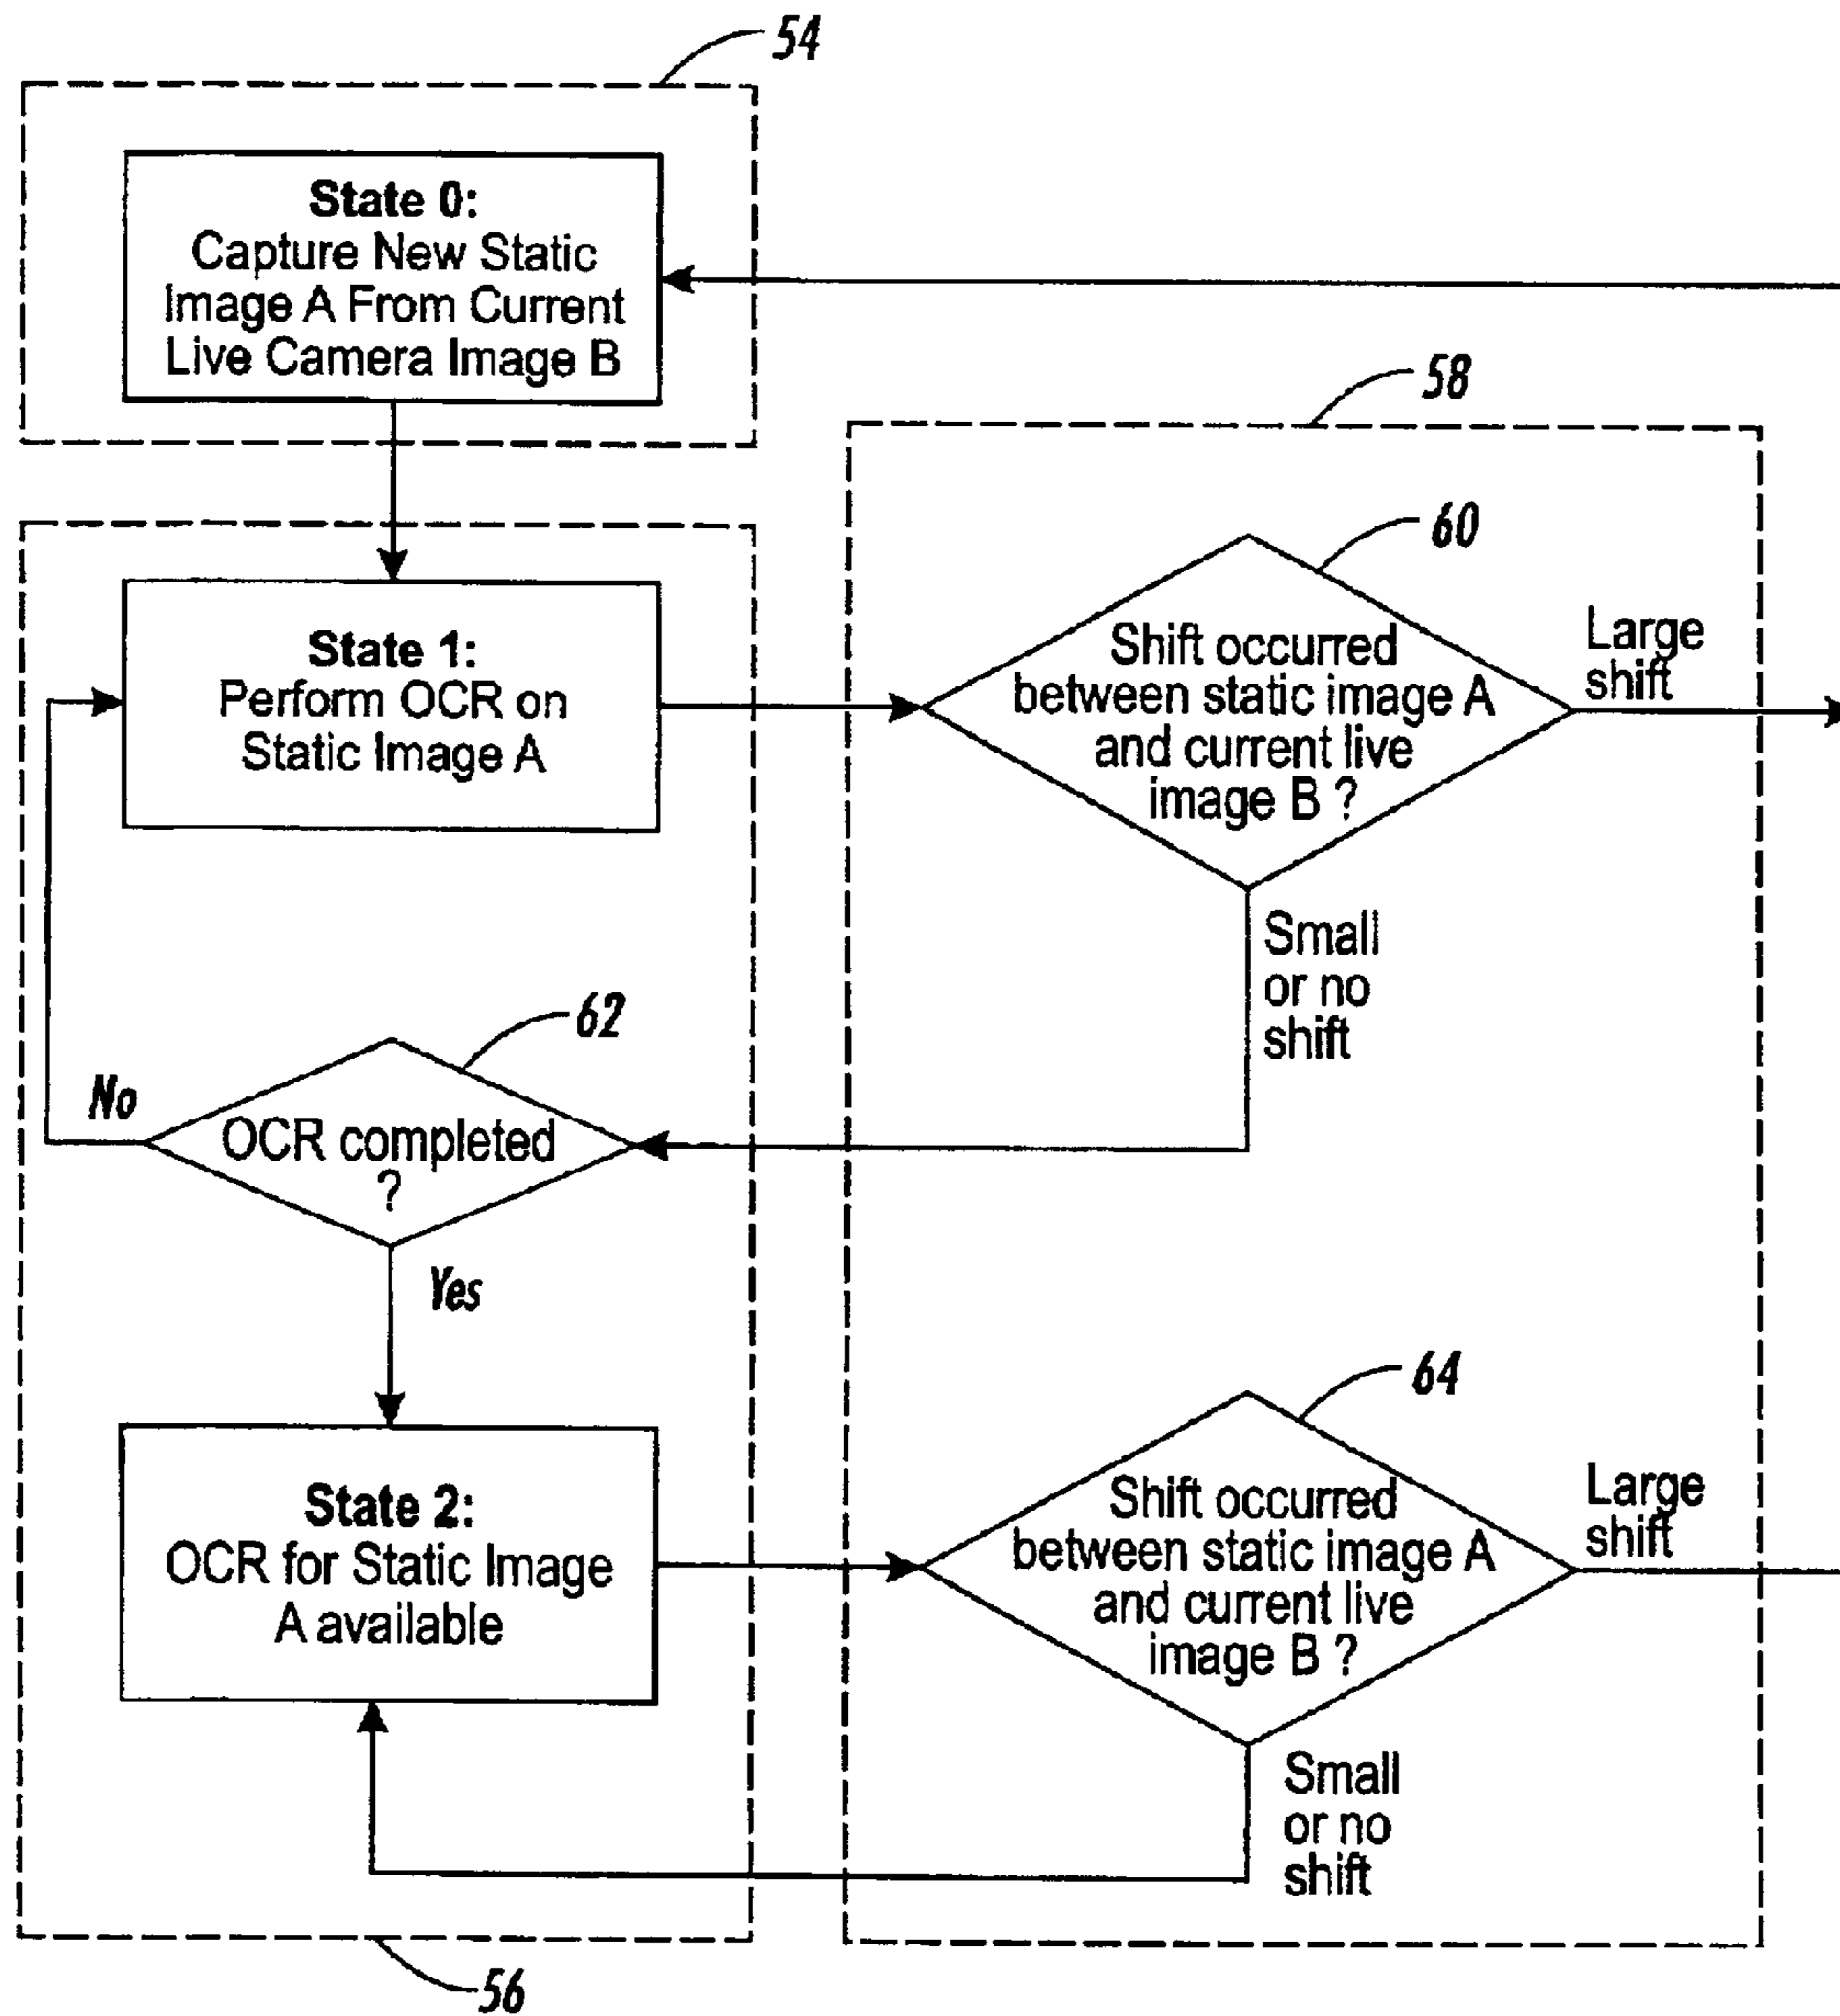 54
State 0:
Capture New Static
Image A From Current
Live Camera Image B
58
60
State 1:
Perform OCR on
Static Image A
Shift occurred
between static image A
and current live
image B ?
Large
shift
Small
or no
shift
62
No
OCR completed
?
Yes
64
State 2:
OCR for Static Image
A available
Shift occurred
between static image A
and current live
image B ?
Large
shift
Small
or no
shift
56